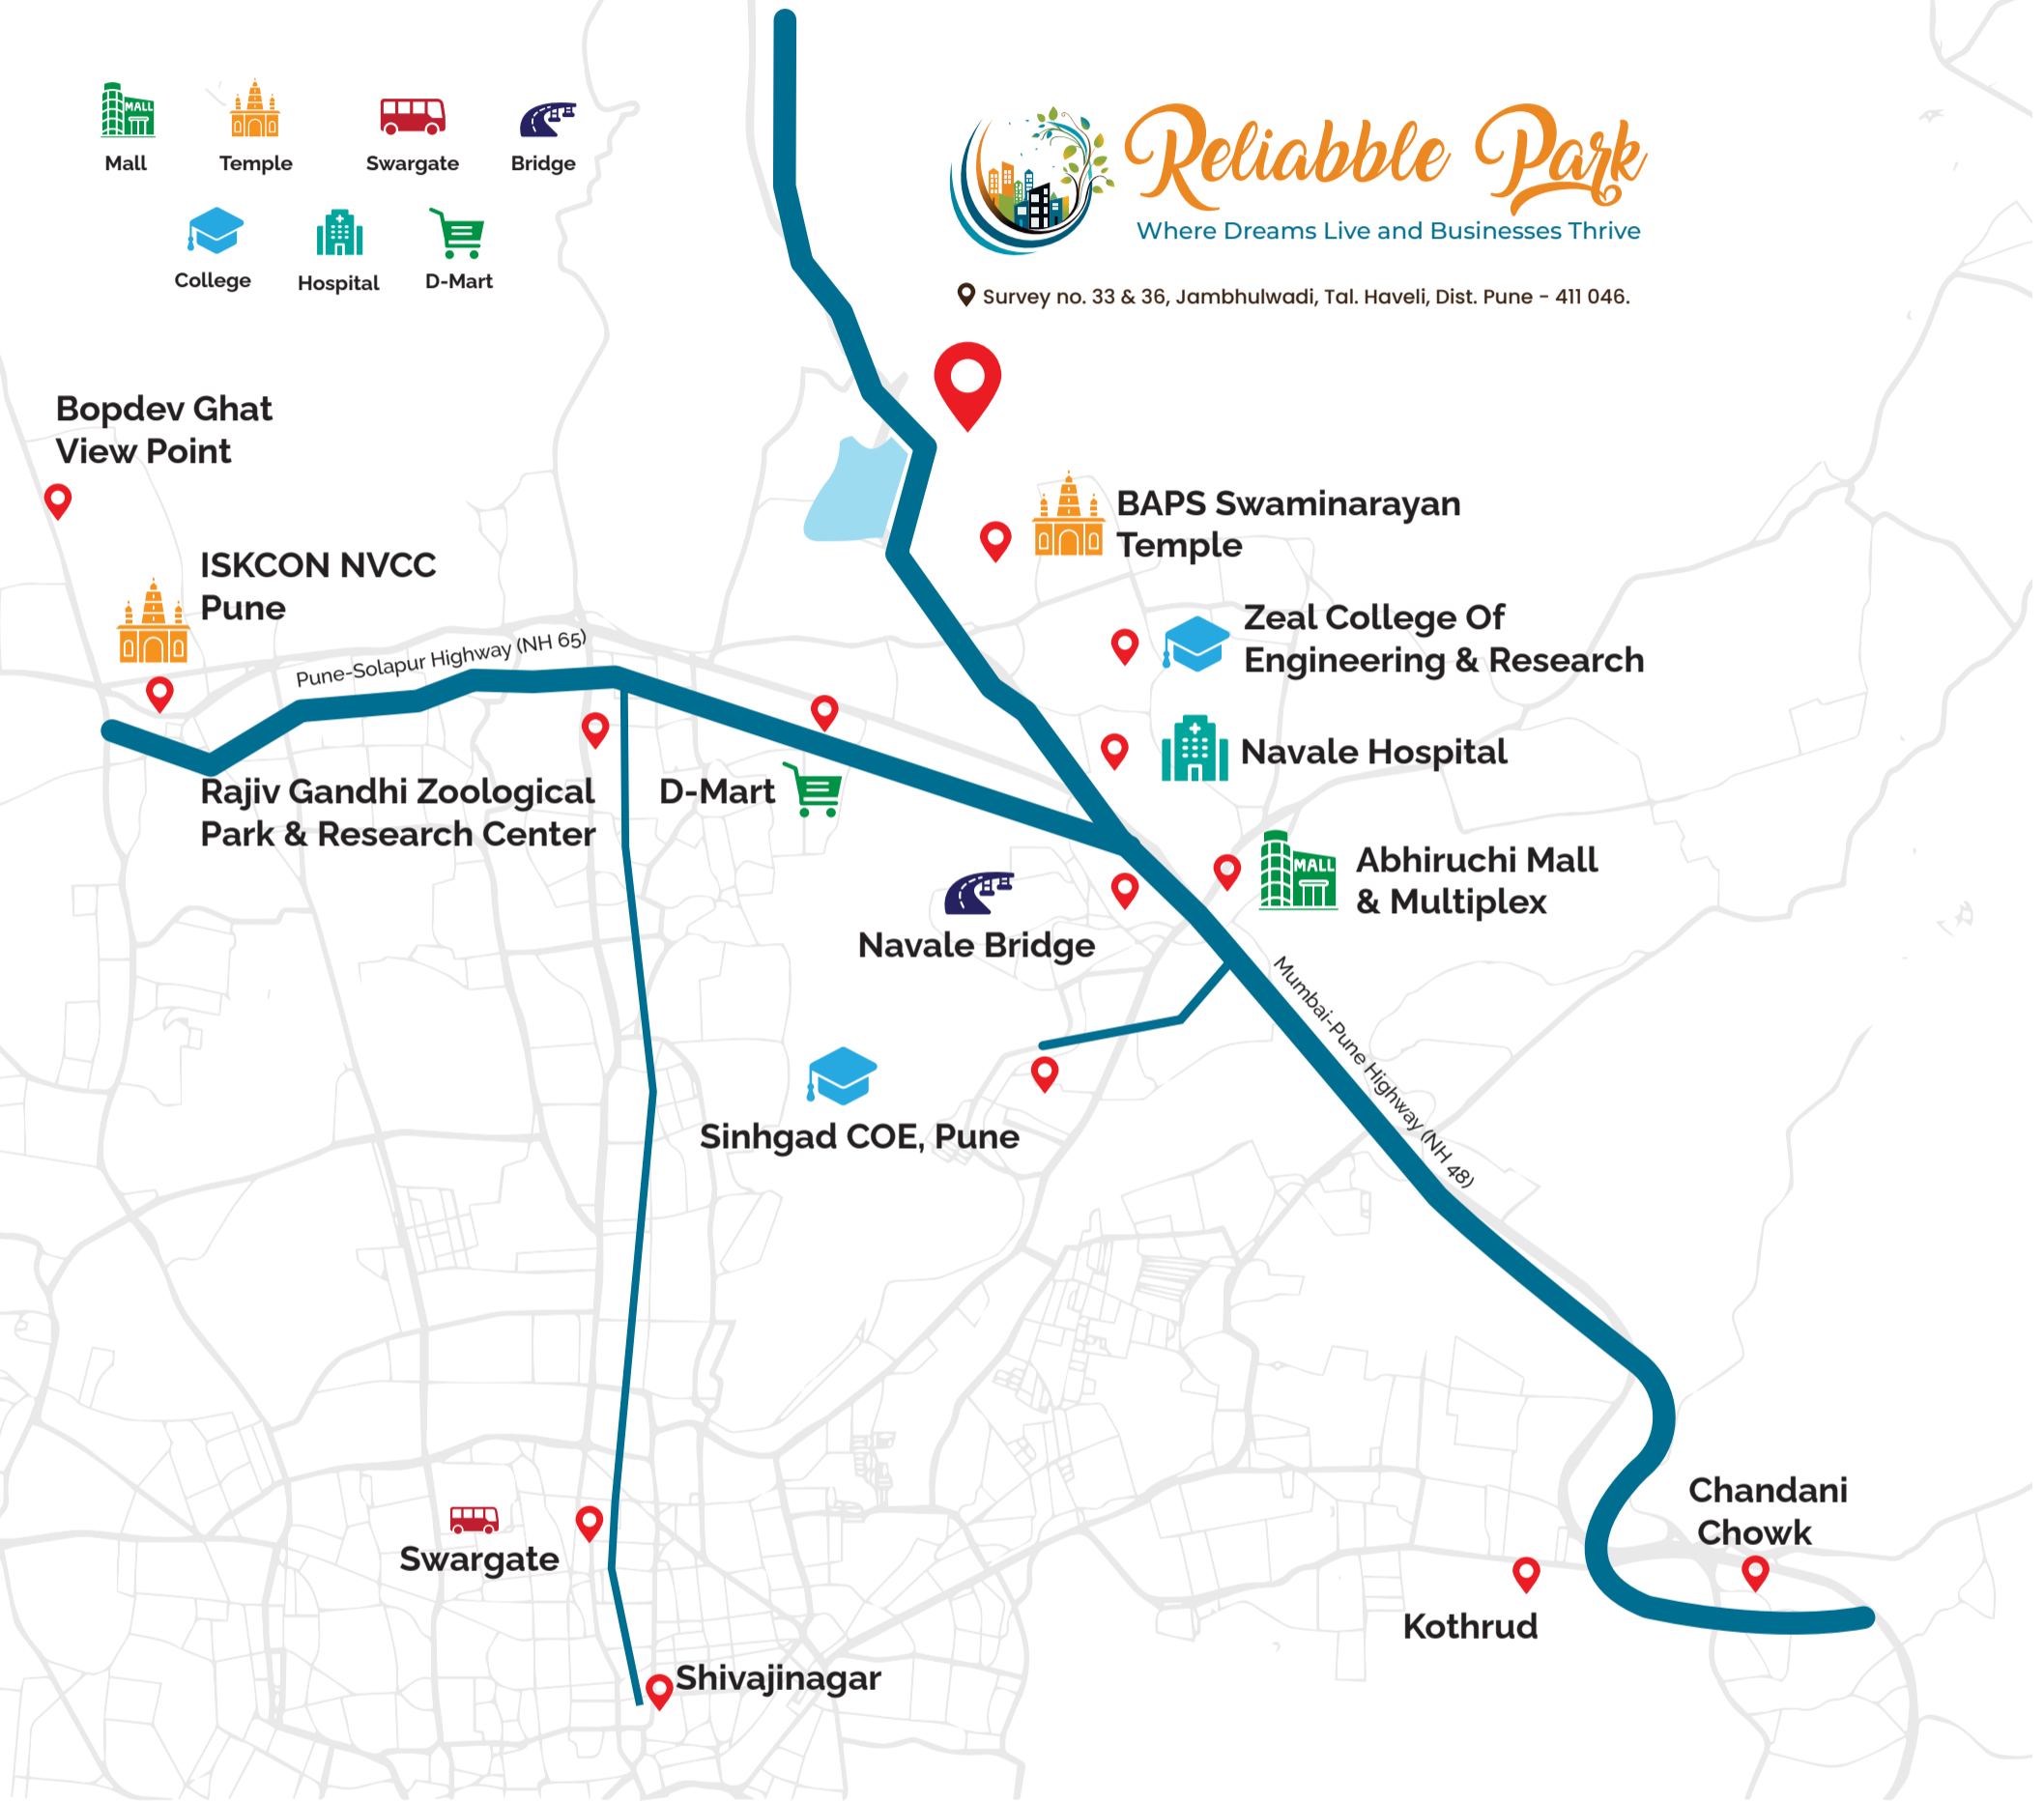 MALL
Mall
Temple
Swargate
Bridge
College
Hospital
D-Mart
Reliabble Park
Where Dreams Live and Businesses Thrive
Survey no. 33 & 36, Jambhulwadi, Tal. Haveli, Dist. Pune - 411 046.
Bopdev Ghat
View Point
BAPS Swaminarayan
Temple
ISKCON NVCC
Pune
Pune-Solapur Highway (NH 65)
Zeal College Of
Engineering & Research
Navale Hospital
Rajiv Gandhi Zoological
Park & Research Center
D-Mart
MALL
Abhiruchi Mall
& Multiplex
Navale Bridge
Mumbai-Pune Highway (NH 48)
Sinhgad COE, Pune
Chandani
Chowk
Swargate
Kothrud
Shivajinagar